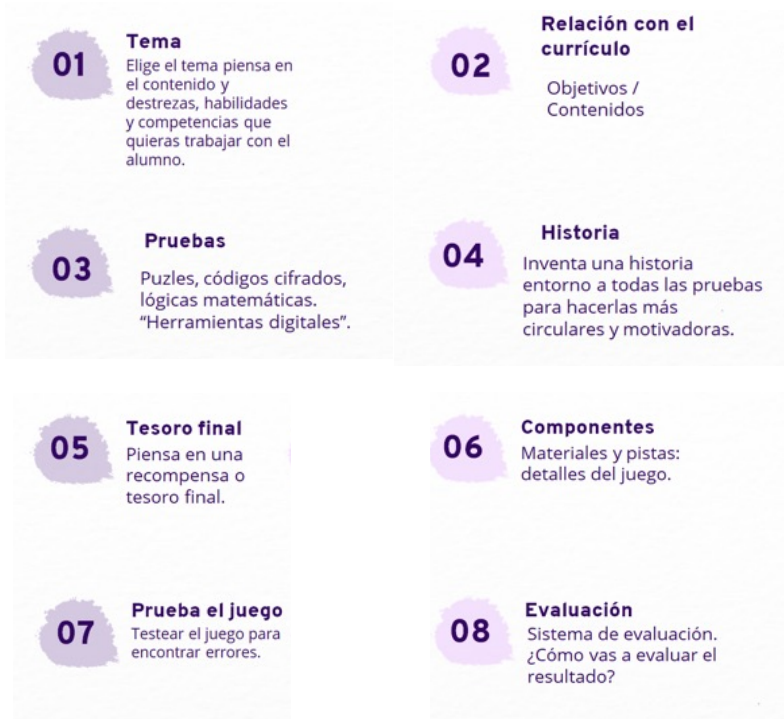 01
Tema
Elige el tema piensa en
el contenido y
destrezas, habilidades
y competencias que
quieras trabajar con el
alumno.
02
Relación con el
currículo
Objetivos /
Contenidos
03
Pruebas
Puzles, códigos cifrados,
lógicas matemáticas.
“Herramientas digitales”.
04
Historia
Inventa una historia
entorno a todas las pruebas
para hacerlas más
circulares y motivadoras.
05
Tesoro final
Piensa en una
recompensa o
tesoro final.
06
Componentes
Materiales y pistas:
detalles del juego.
07
Prueba el juego
Testear el juego para
encontrar errores.
08
Evaluación
Sistema de evaluación.
¿Cómo vas a evaluar el
resultado?